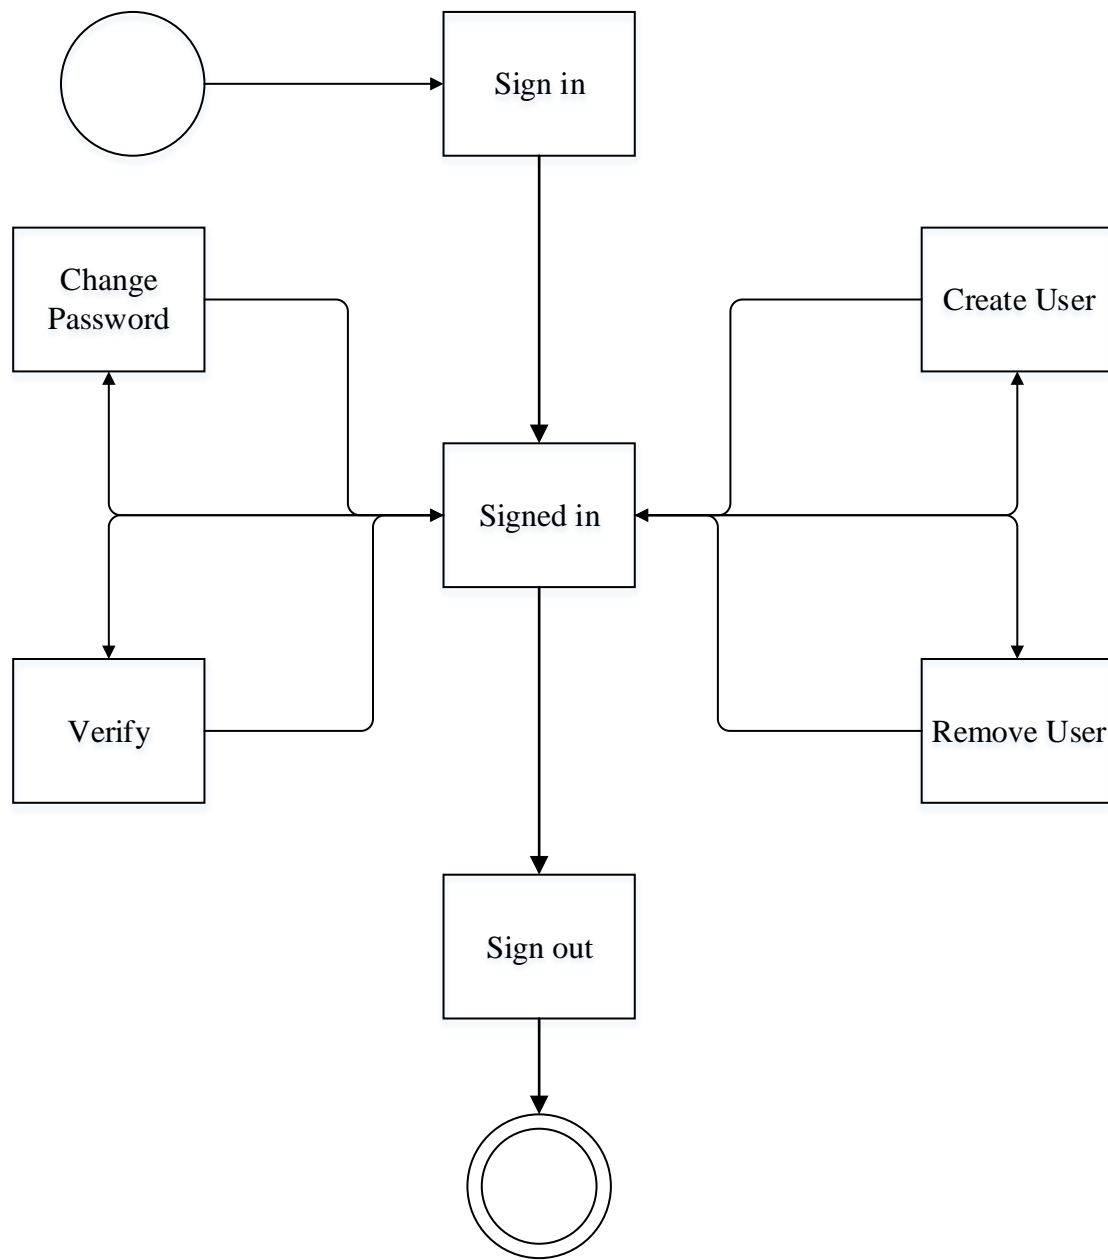 Sign in
Change
Password
Create User
Signed in
Verify
Remove User
Sign out